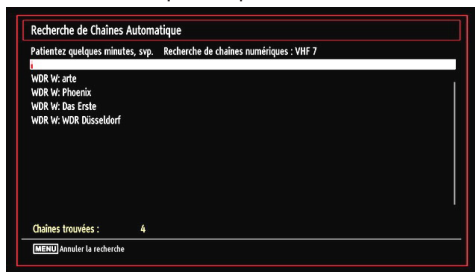 Recherche de Chaînes Automatique
Patientez quelques minutes, svp. Recherche de chaînes numériques : VHF 7
WDR W: arte
WDR W: Phoenix
WDR W: Das Erste
WDR W: WDR Düsseldorf
Chaînes trouvées : 4
MENU Annuler la recherche